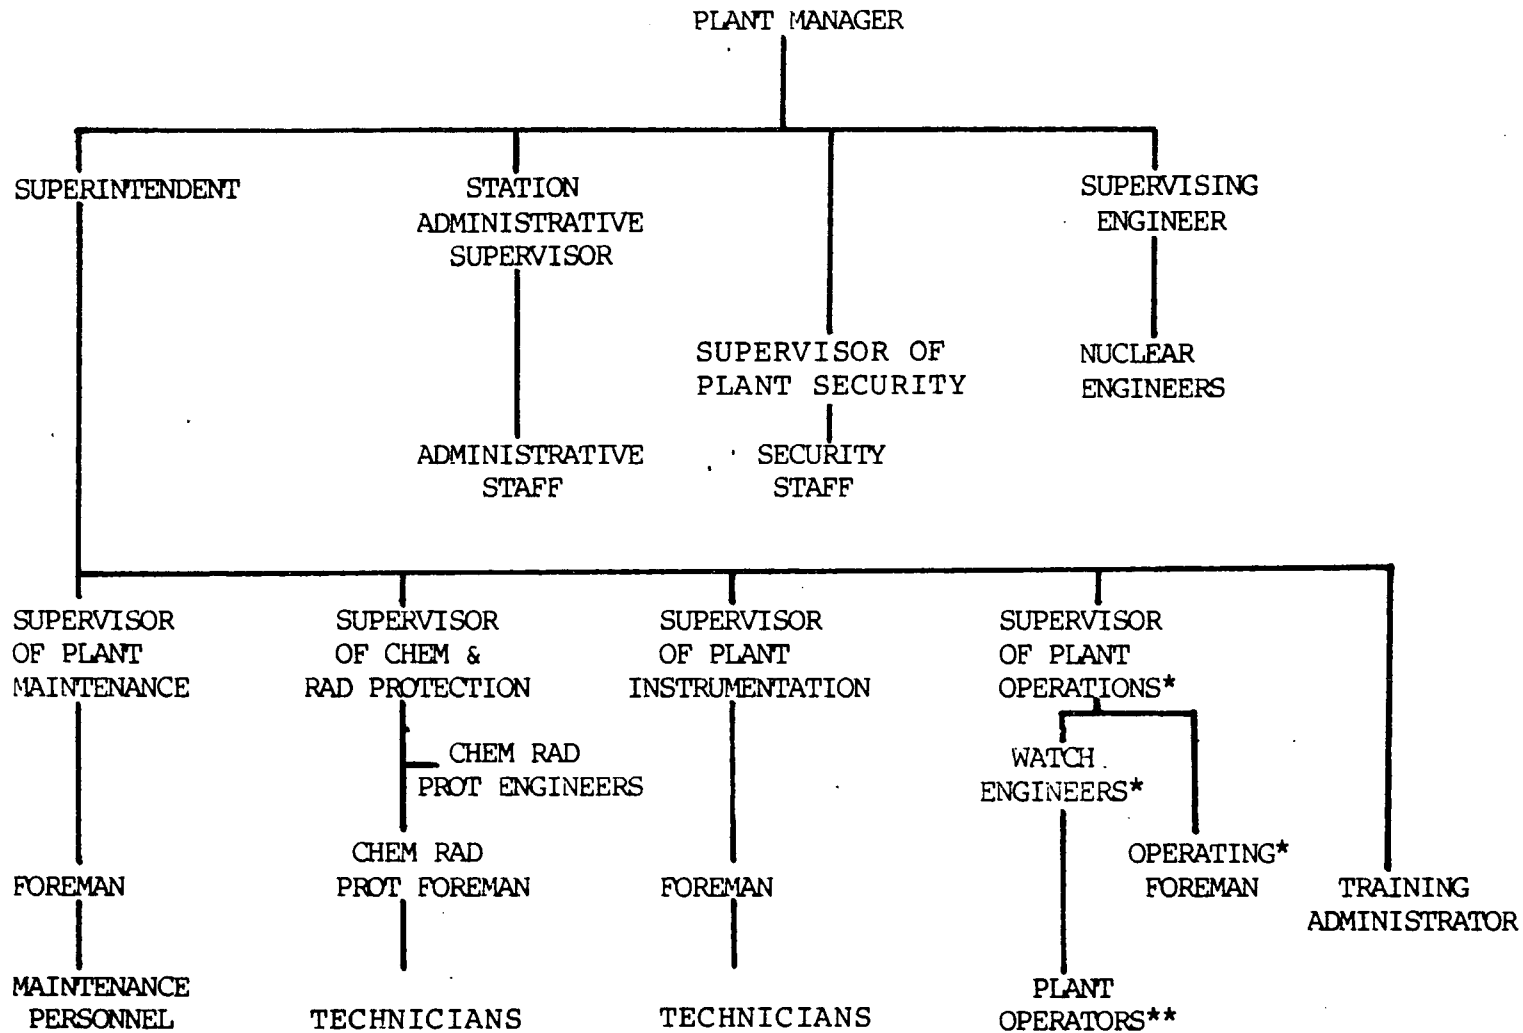 PLANT MANAGER
SUPERINTENDENT
STATION
ADMINISTRATIVE
SUPERVISOR
SUPERVISING
ENGINEER
SUPERVISOR OF
PLANT SECURITY
NUCLEAR
ENGINEERS
ADMINISTRATIVE
STAFF
SECURITY
STAFF
SUPERVISOR
OF PLANT
MAINTENANCE
SUPERVISOR
OF CHEM &
RAD PROTECTION
SUPERVISOR
OF PLANT
INSTRUMENTATION
SUPERVISOR
OF PLANT
OPERATIONS*
CHEM RAD
PROT ENGINEERS
WATCH
ENGINEERS*
OPERATING*
FOREMAN
FOREMAN
CHEM RAD
PROT FOREMAN
FOREMAN
TRAINING
ADMINISTRATOR
MAINTENANCE
PERSONNEL
TECHNICIANS
TECHNICIANS
PLANT
OPERATORS**